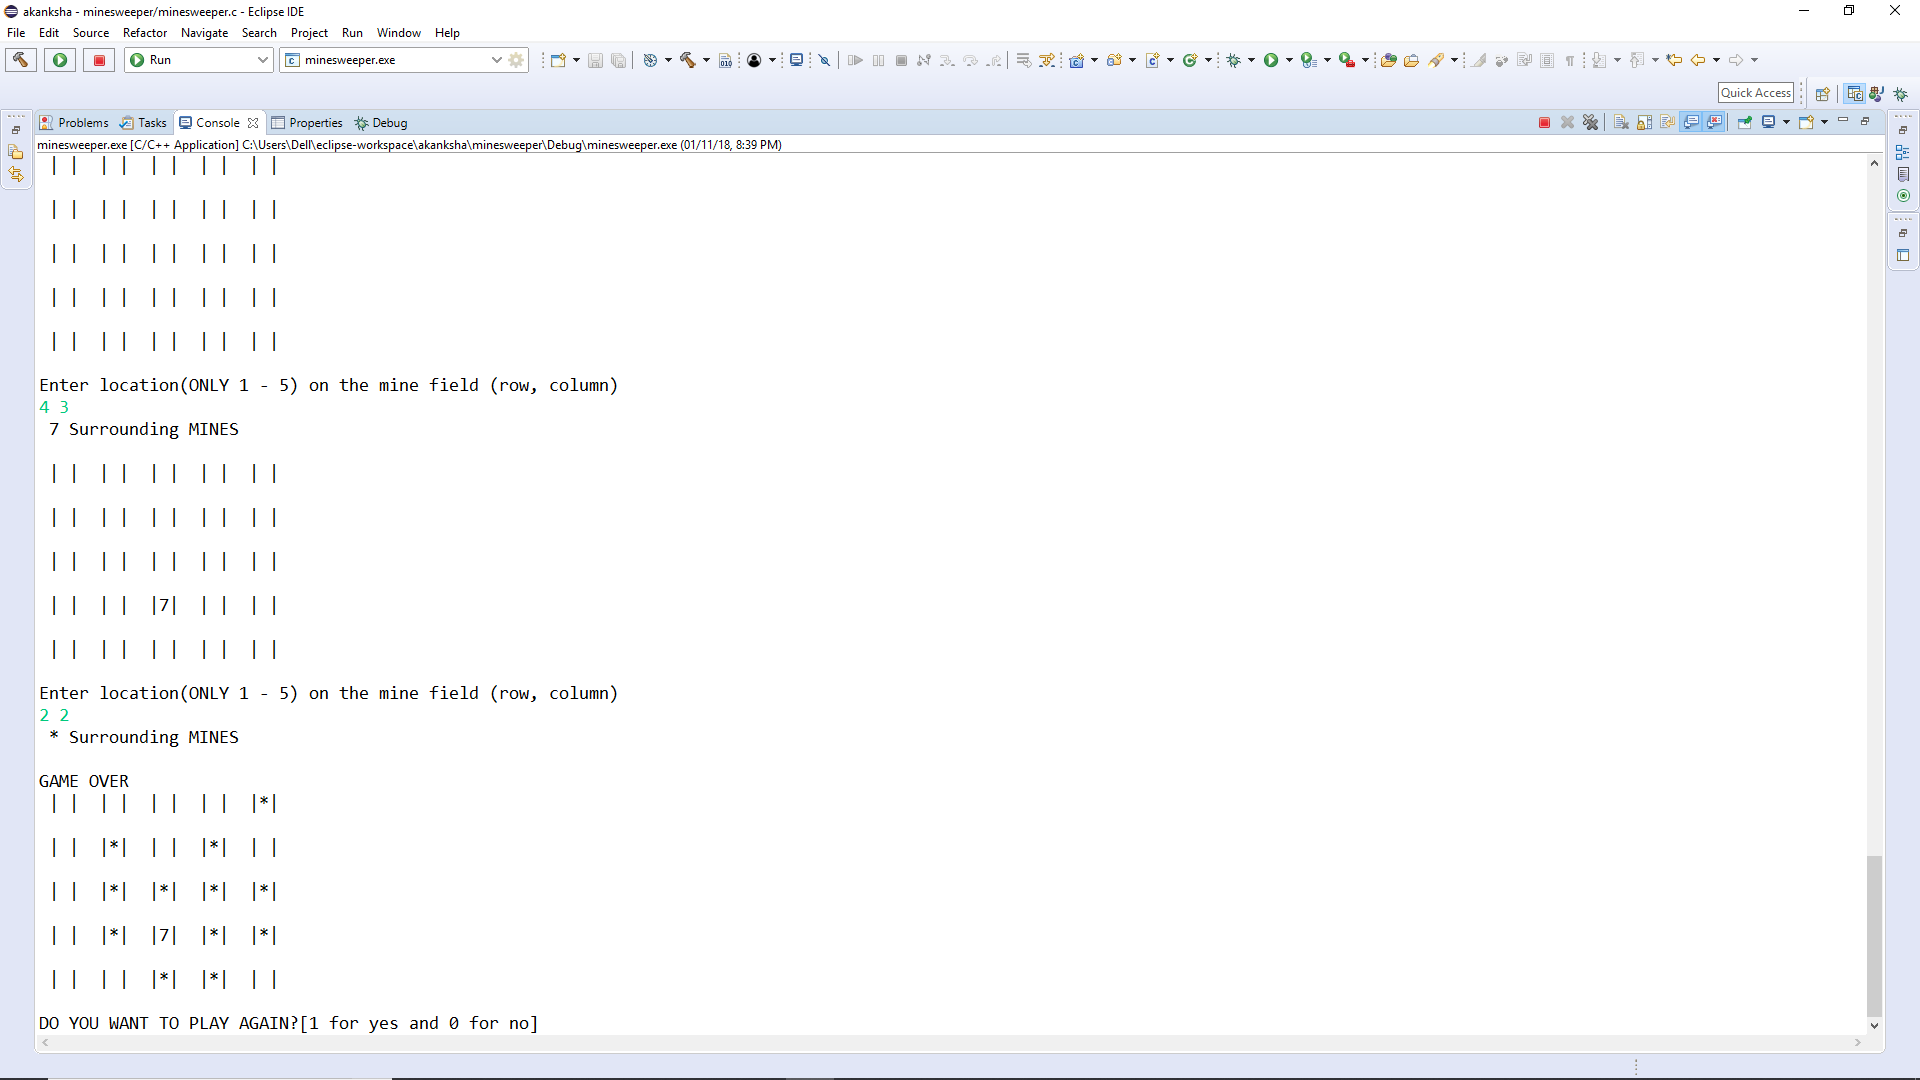 akanksha - minesweeper/minesweeper.c - Eclipse IDE
File Edit Source Refactor Navigate Search Project Run Window Help
Run minesweeper.exe
Quick Access
Problems Tasks Console Properties Debug
minesweeper.exe [C/C++ Application] C:\Users\Dell\eclipse-workspace\akanksha\minesweeper\Debug\minesweeper.exe (01/11/18, 8:39 PM)
| | | | | | | | | |
| | | | | | | | | |
| | | | | | | | | |
| | | | | | | | | |
| | | | | | | | | |
Enter location(ONLY 1 - 5) on the mine field (row, column)
4 3
7 Surrounding MINES
| | | | | | | | | |
| | | | | | | | | |
| | | | | | | | | |
| | | | |7| | | | |
| | | | | | | | | |
Enter location(ONLY 1 - 5) on the mine field (row, column)
2 2
* Surrounding MINES
GAME OVER
| | | | | | | | |*|
| | |*| | | |*| | |
| | |*| |*| |*| |*|
| | |*| |7| |*| |*|
| | | | |*| |*| | |
DO YOU WANT TO PLAY AGAIN?[1 for yes and 0 for no]